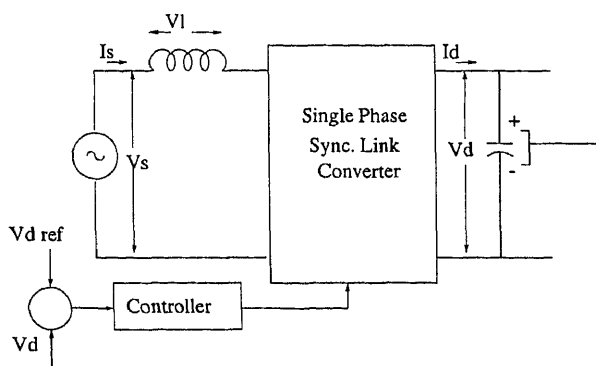 Vl
Is
Id
Single Phase
Sync. Link
Converter
Vs
Vd
+
-
Vd ref
Controller
Vd